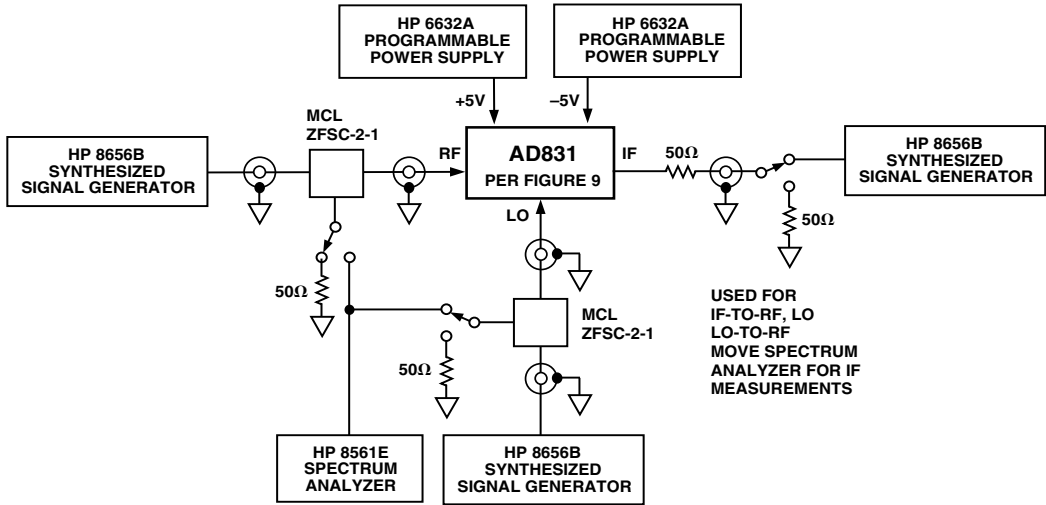 HP 6632A
PROGRAMMABLE
POWER SUPPLY
HP 6632A
PROGRAMMABLE
POWER SUPPLY
+5V
–5V
MCL
ZFSC-2-1
HP 8656B
SYNTHESIZED
SIGNAL GENERATOR
RF
AD831
PER FIGURE 9
IF
50Ω
HP 8656B
SYNTHESIZED
SIGNAL GENERATOR
LO
50Ω
50Ω
MCL
ZFSC-2-1
50Ω
USED FOR
IF-TO-RF, LO
LO-TO-RF
MOVE SPECTRUM
ANALYZER FOR IF
MEASUREMENTS
HP 8561E
SPECTRUM
ANALYZER
HP 8656B
SYNTHESIZED
SIGNAL GENERATOR